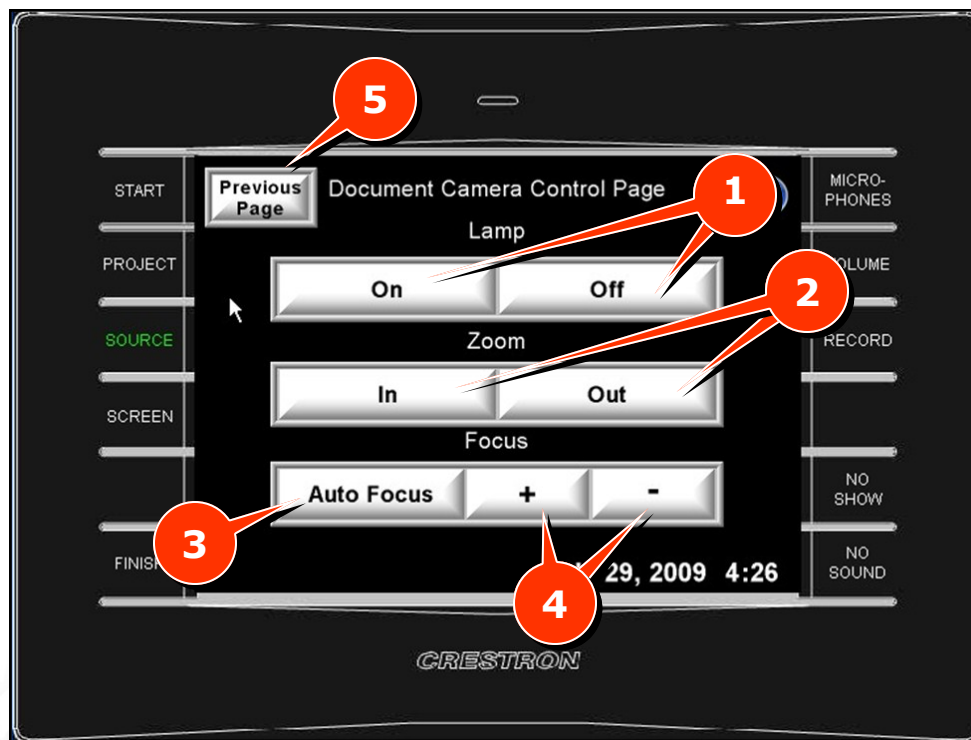 5
START
Previous
Page
Document Camera Control Page
1
MICRO-
PHONES
Lamp
PROJECT
On
Off
2
SOURCE
Zoom
RECORD
In
Out
SCREEN
Focus
Auto Focus
+
-
NO
SHOW
3
29, 2009 4:26
NO
SOUND
4
CRESTRON